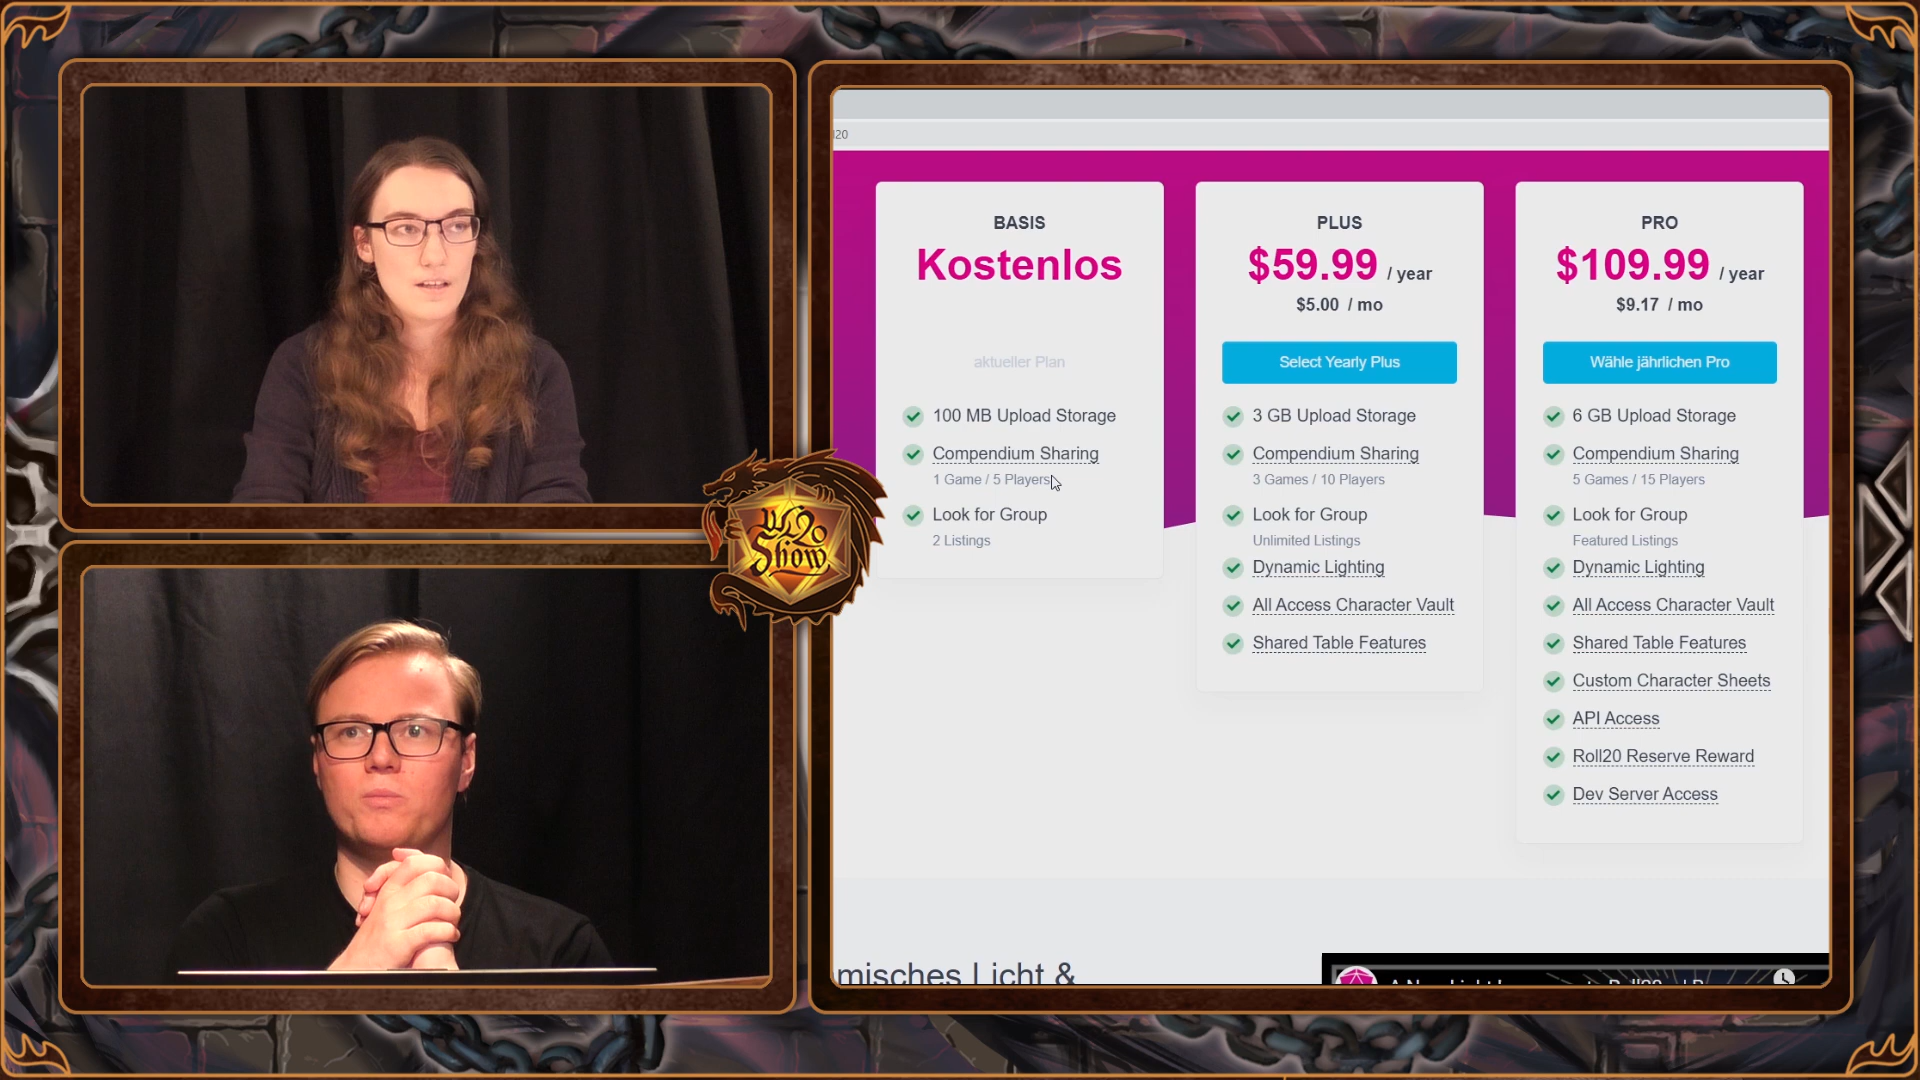 l20
BASIS
Kostenlos
aktueller Plan
100 MB Upload Storage
Compendium Sharing
1 Game / 5 Players
Look for Group
2 Listings
PLUS
$59.99 / year
$5.00 / mo
Select Yearly Plus
3 GB Upload Storage
Compendium Sharing
3 Games / 10 Players
Look for Group
Unlimited Listings
Dynamic Lighting
All Access Character Vault
Shared Table Features
PRO
$109.99 / year
$9.17 / mo
Wähle jährlichen Pro
6 GB Upload Storage
Compendium Sharing
5 Games / 15 Players
Look for Group
Featured Listings
Dynamic Lighting
All Access Character Vault
Shared Table Features
Custom Character Sheets
API Access
Roll20 Reserve Reward
Dev Server Access
W20
Show
misches Licht &